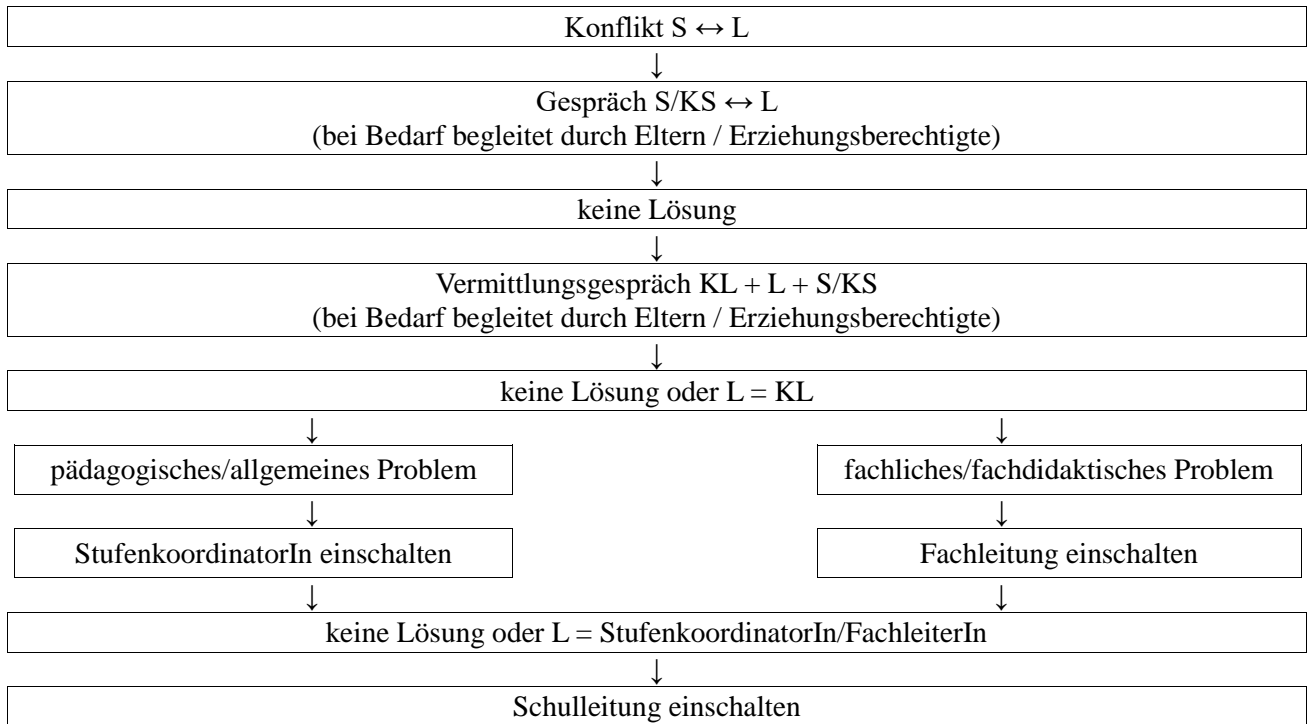 Konflikt S ↔ L
↓
Gespräch S/KS ↔ L
(bei Bedarf begleitet durch Eltern / Erziehungsberechtigte)
↓
keine Lösung
↓
Vermittlungsgespräch KL + L + S/KS
(bei Bedarf begleitet durch Eltern / Erziehungsberechtigte)
↓
keine Lösung oder L = KL
↓ ↓
pädagogisches/allgemeines Problem
fachliches/fachdidaktisches Problem
↓ ↓
StufenkoordinatorIn einschalten
Fachleitung einschalten
↓ ↓
keine Lösung oder L = StufenkoordinatorIn/FachleiterIn
↓
Schulleitung einschalten